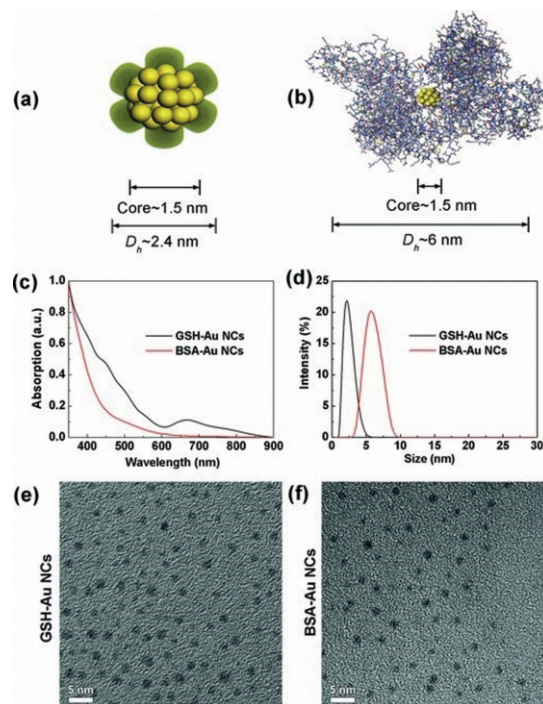 (a)
(b)
Core~1.5 nm
Core~1.5 nm
Dh~2.4 nm
Dh~6 nm
(c)
(d)
1.0
0.8
0.6
0.4
0.2
0.0
Absorption (a.u.)
GSH-Au NCs
BSA-Au NCs
400 500 600 700 800 900
Wavelength (nm)
25
20
15
10
5
0
Intensity (%)
GSH-Au NCs
BSA-Au NCs
0 5 10 15 20 25 30
Size (nm)
(e)
(f)
GSH-Au NCs
BSA-Au NCs
5 nm
5 nm